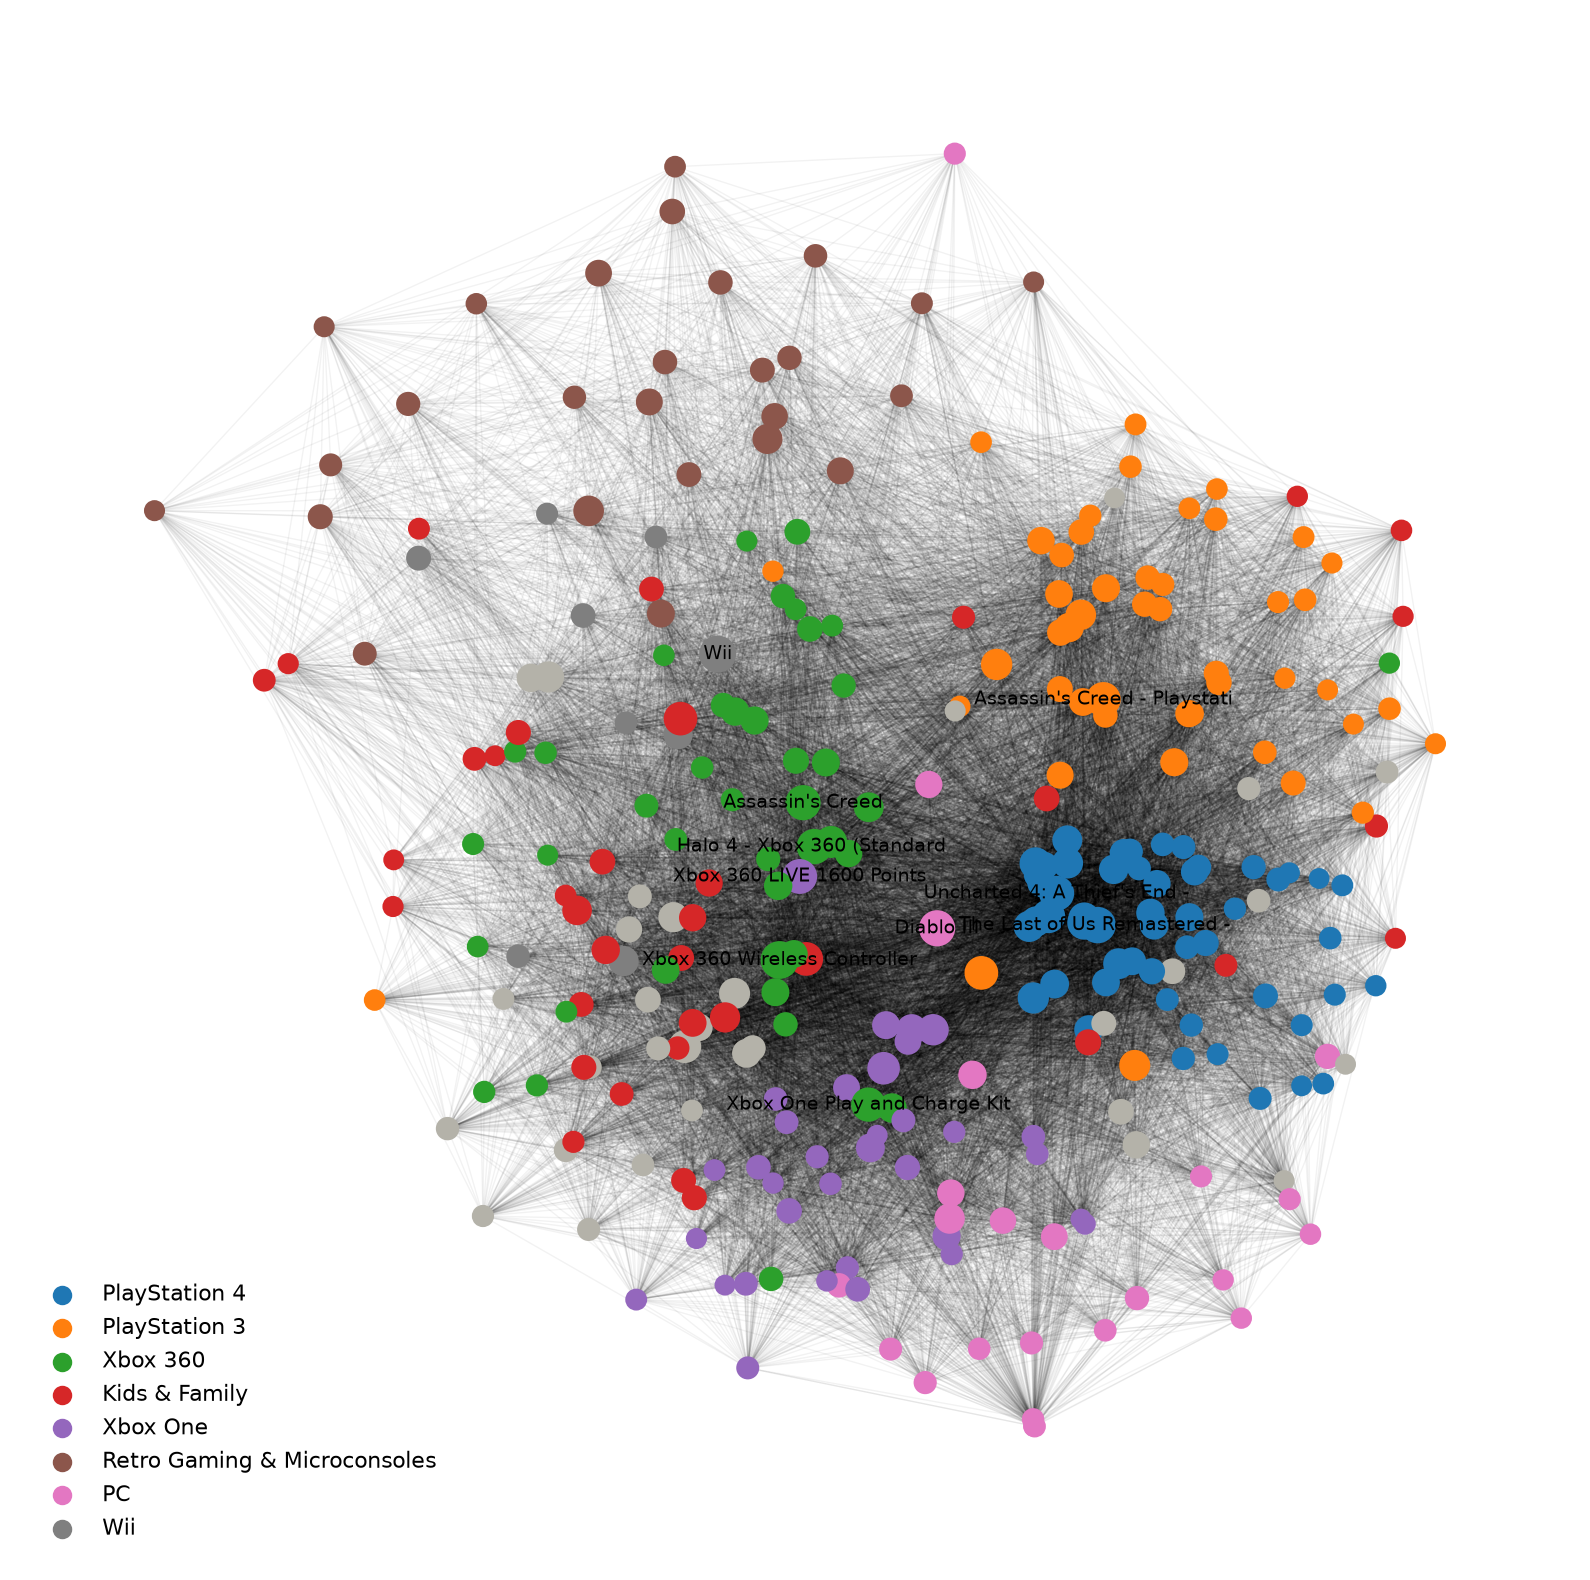 Wii
Assassin's Creed - Playstati
Assassin's Creed
Halo 4 - Xbox 360 (Standard
Xbox 360 LIVE 1600 Points
Uncharted 4: A Thief's End -
Diablo
The Last of Us Remastered -
Xbox 360 Wireless Controller
Xbox One Play and Charge Kit
PlayStation 4
PlayStation 3
Xbox 360
Kids & Family
Xbox One
Retro Gaming & Microconsoles
PC
Wii